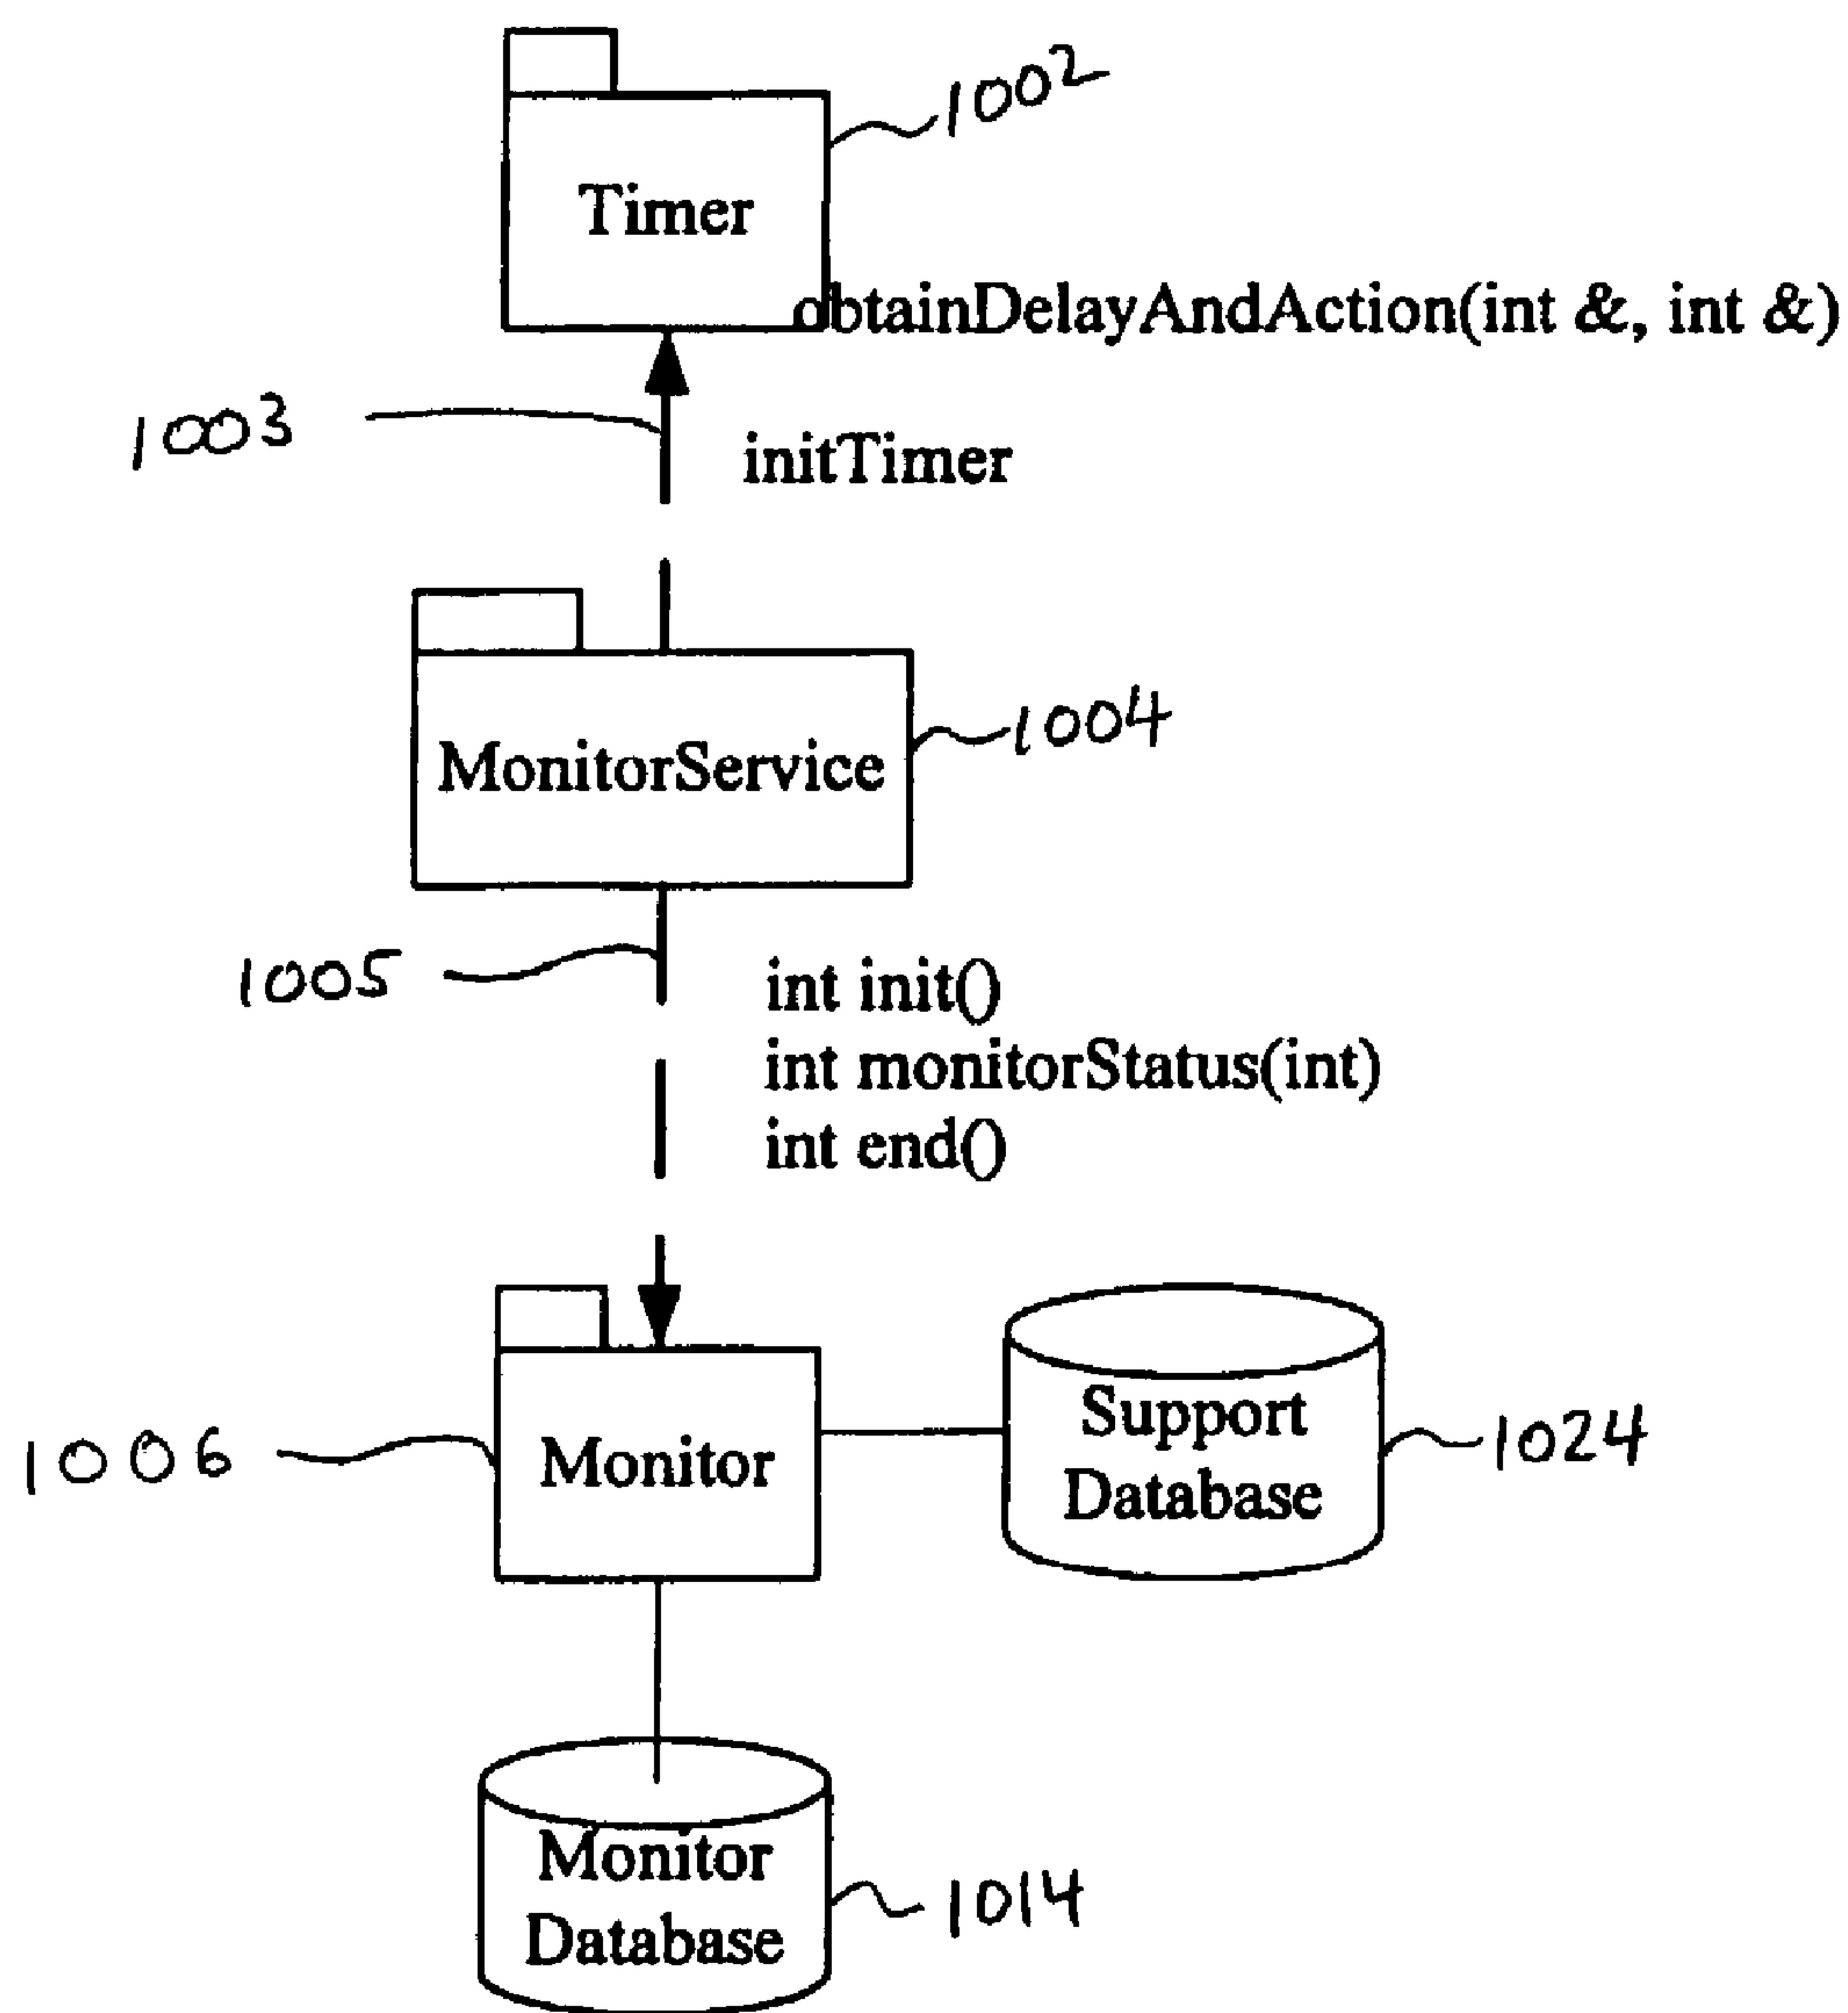 1002
Timer
obtainDelayAndAction(int &, int &)
1003
initTimer
MonitorService
1004
1005
int init()
int monitorStatus(int)
int end()
1006
Monitor
Support
Database
1024
Monitor
Database
1014